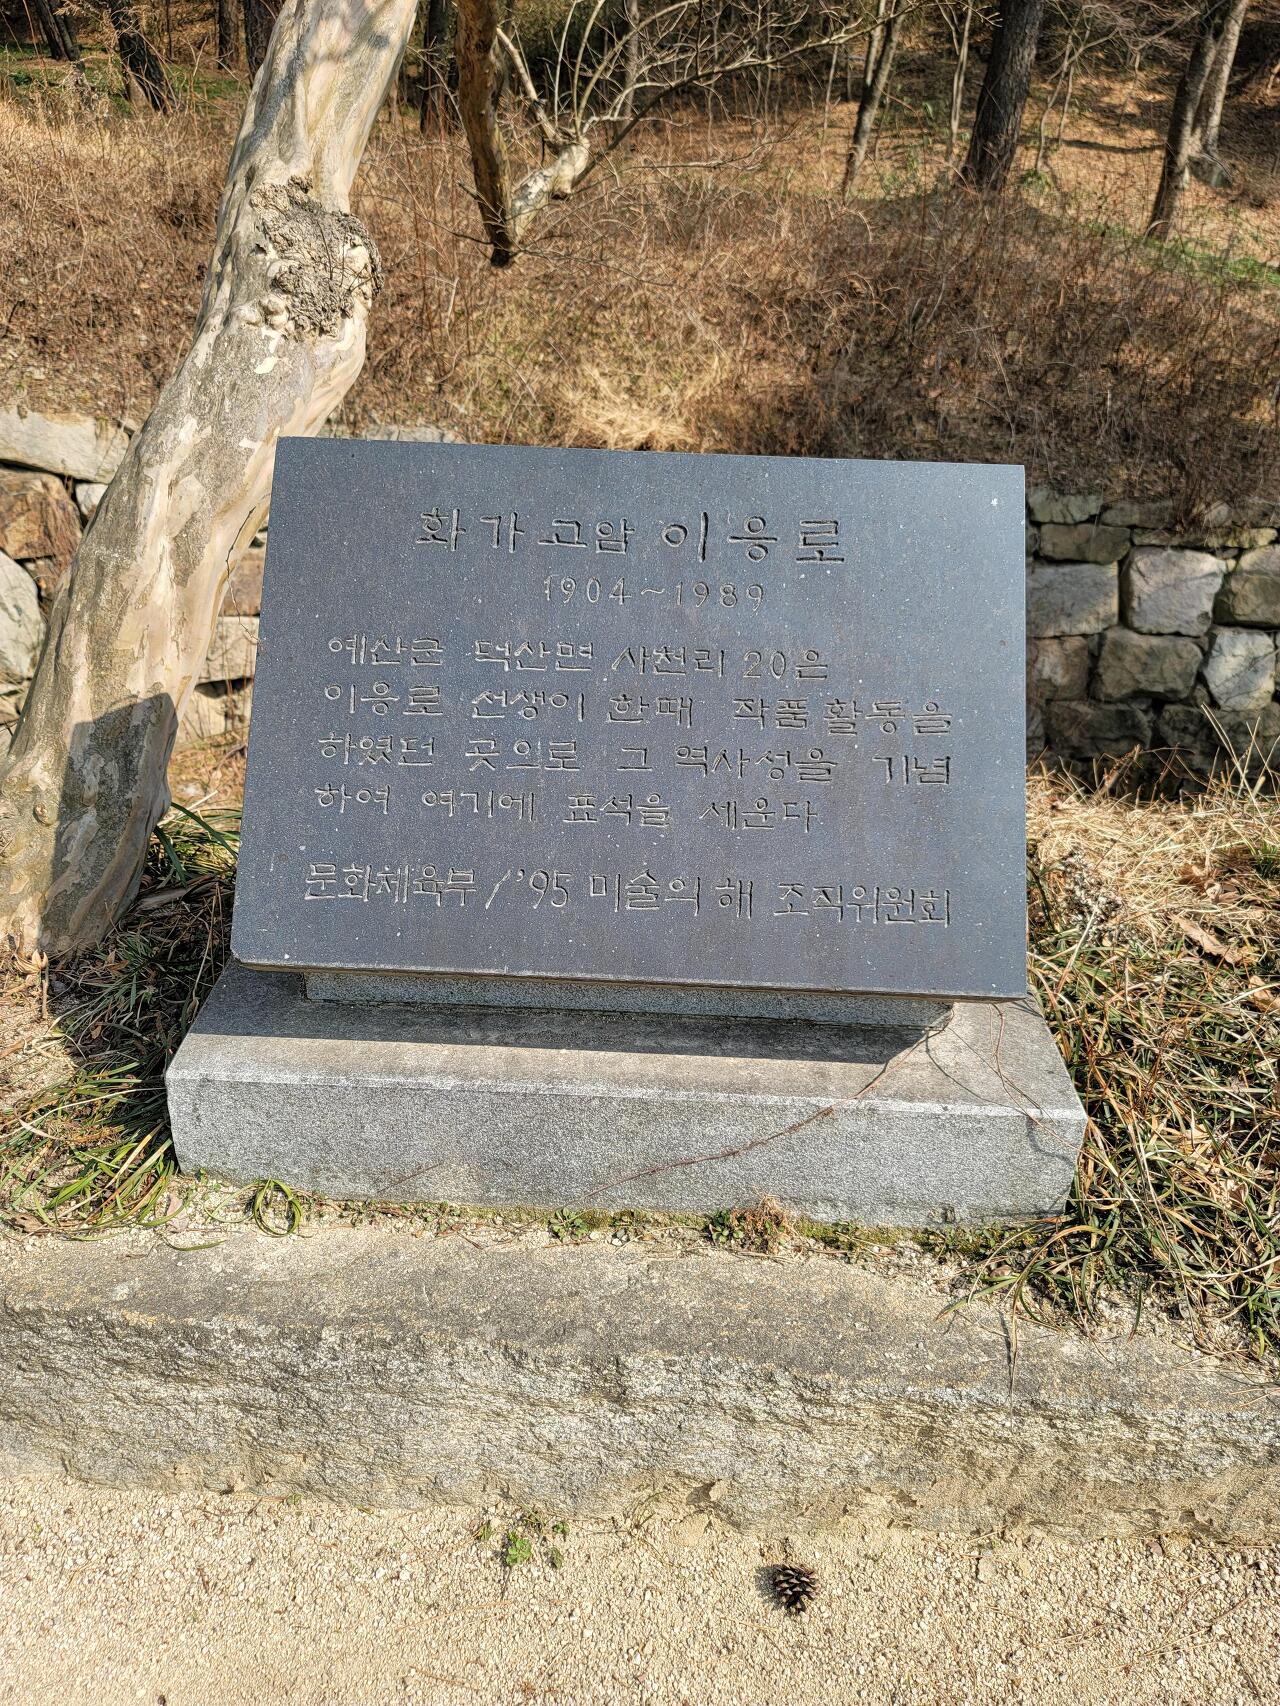 화가 고암 이응로
1904~1989
예산군 덕산면 사천리 20은
이응로 선생이 한때 작품활동을
하였던 곳으로 그 역사성을 기념
하여 여기에 표석을 세운다
문화체육부/'95 미술의 해 조직위원회